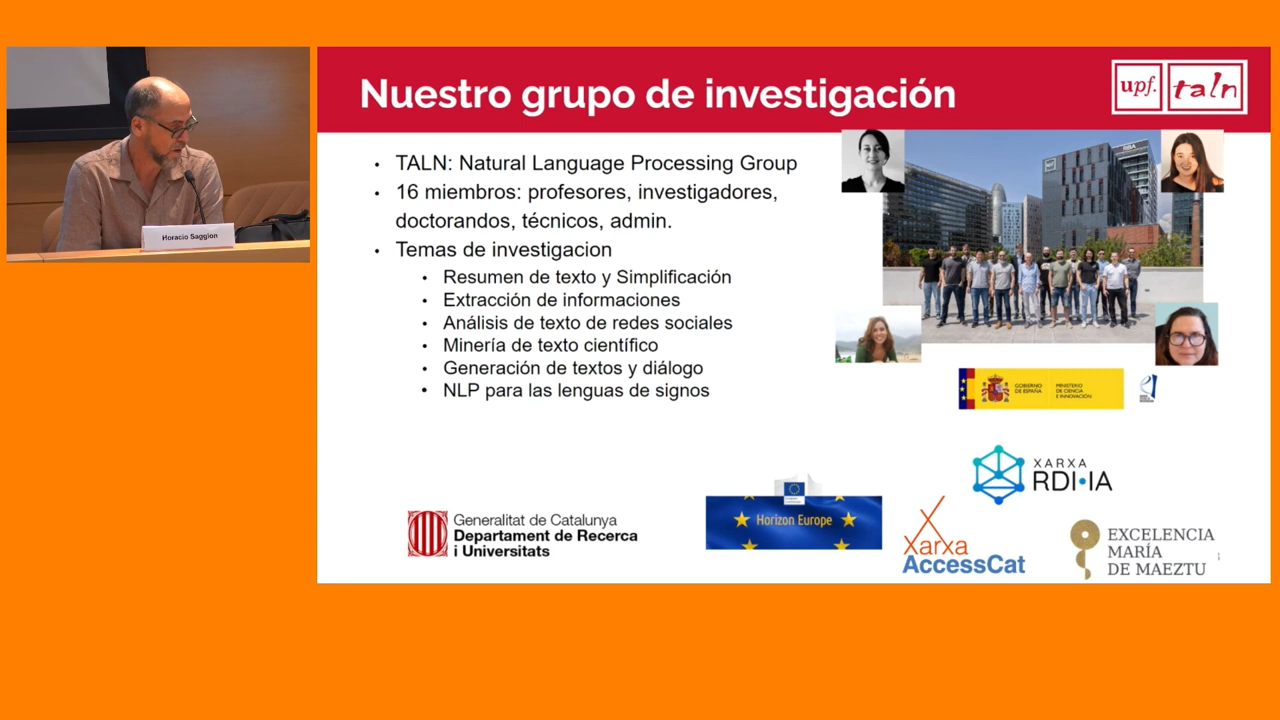 Horacio Saggion
Nuestro grupo de investigación
upf. taln
• TALN: Natural Language Processing Group
• 16 miembros: profesores, investigadores,
doctorandos, técnicos, admin.
• Temas de investigacion
• Resumen de texto y Simplificación
• Extracción de informaciones
• Análisis de texto de redes sociales
• Minería de texto científico
• Generación de textos y diálogo
• NLP para las lenguas de signos
RBA
GOBIERNO
DE ESPAÑA
MINISTERIO
DE CIENCIA
E INNOVACIÓN
XARXA
RDI•IA
Generalitat de Catalunya
Departament de Recerca
i Universitats
Horizon Europe
Xarxa
AccessCat
EXCELENCIA
MARÍA
DE MAEZTU